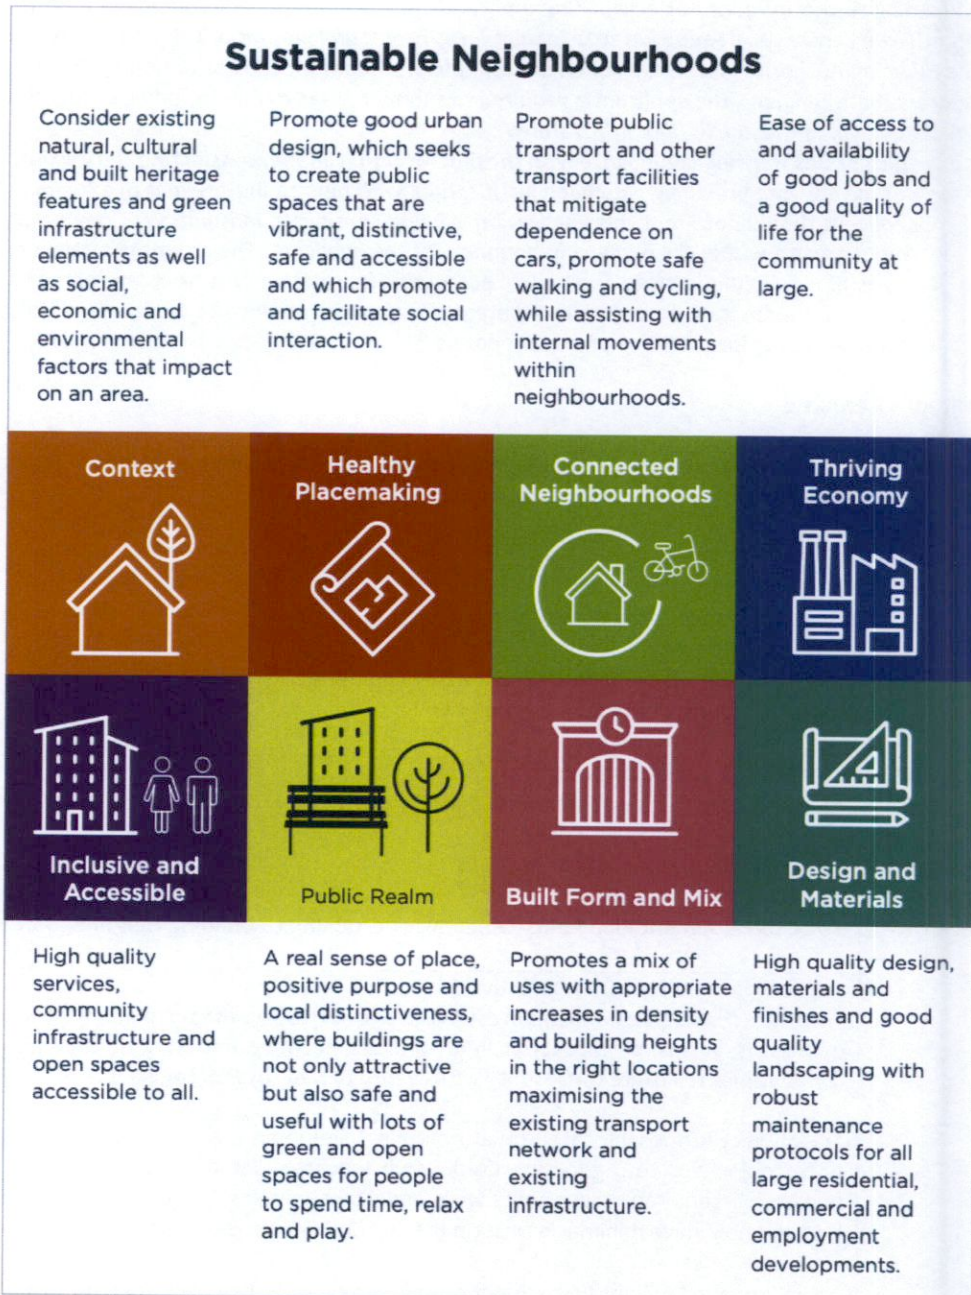 Sustainable Neighbourhoods
Consider existing
natural, cultural
and built heritage
features and green
infrastructure
elements as well
as social,
economic and
environmental
factors that impact
on an area.
Promote good urban
design, which seeks
to create public
spaces that are
vibrant, distinctive,
safe and accessible
and which promote
and facilitate social
interaction.
Promote public
transport and other
transport facilities
that mitigate
dependence on
cars, promote safe
walking and cycling,
while assisting with
internal movements
within
neighbourhoods.
Ease of access to
and availability
of good jobs and
a good quality of
life for the
community at
large.
Context
Healthy
Placemaking
Connected
Neighbourhoods
Thriving
Economy
Inclusive and
Accessible
Public Realm
Built Form and Mix
Design and
Materials
High quality
services,
community
infrastructure and
open spaces
accessible to all.
A real sense of place,
positive purpose and
local distinctiveness,
where buildings are
not only attractive
but also safe and
useful with lots of
green and open
spaces for people
to spend time, relax
and play.
Promotes a mix of
uses with appropriate
increases in density
and building heights
in the right locations
maximising the
existing transport
network and
existing
infrastructure.
High quality design,
materials and
finishes and good
quality
landscaping with
robust
maintenance
protocols for all
large residential,
commercial and
employment
developments.